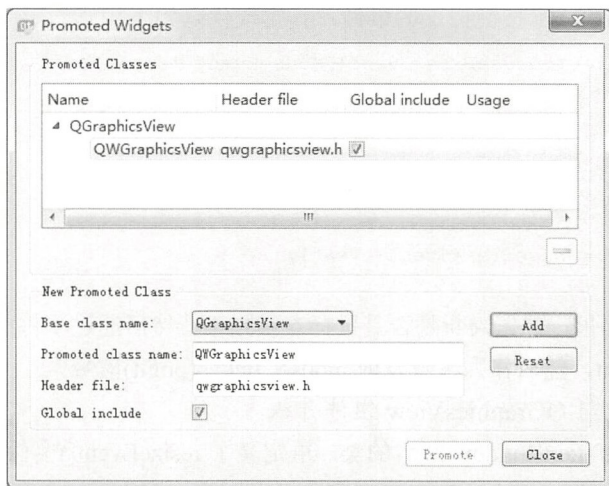 Promoted Widgets
Promoted Classes
Name Header file Global include Usage
QGraphicsView
QWGraphicsView qwgraphicsview.h
New Promoted Class
Base class name: QGraphicsView Add
Promoted class name: QWGraphicsView Reset
Header file: qwgraphicsview.h
Global include
Promote Close